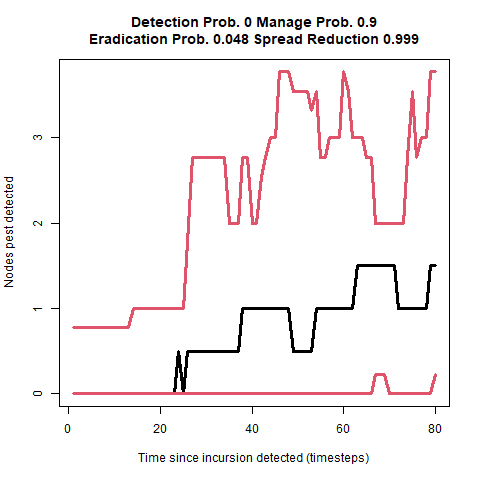 Detection Prob. 0 Manage Prob. 0.9
Eradication Prob. 0.048 Spread Reduction 0.999
Nodes pest detected
3
2
1
0
0
20
40
60
80
Time since incursion detected (timesteps)